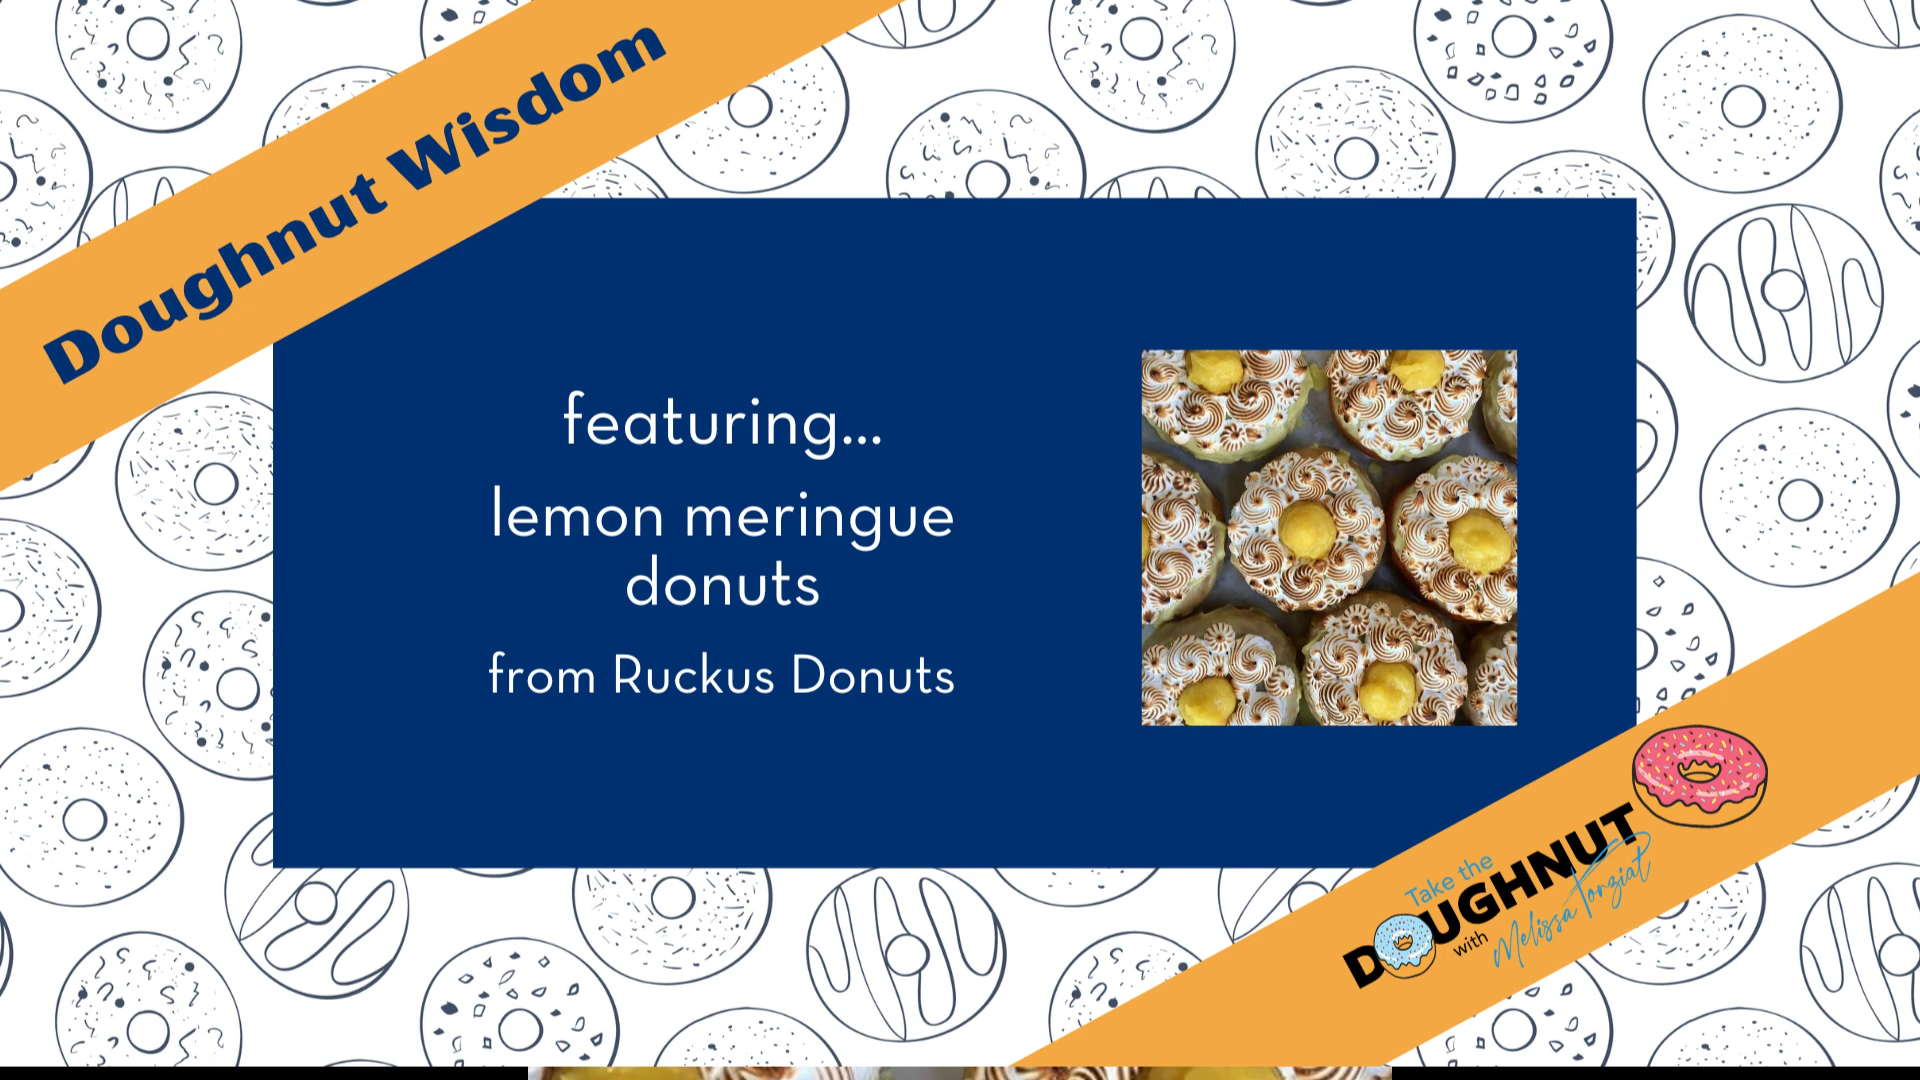 Doughnut Wisdom
featuring...
lemon meringue
donuts
from Ruckus Donuts
Take the
DOUGHNUT
with Melissa Torziat